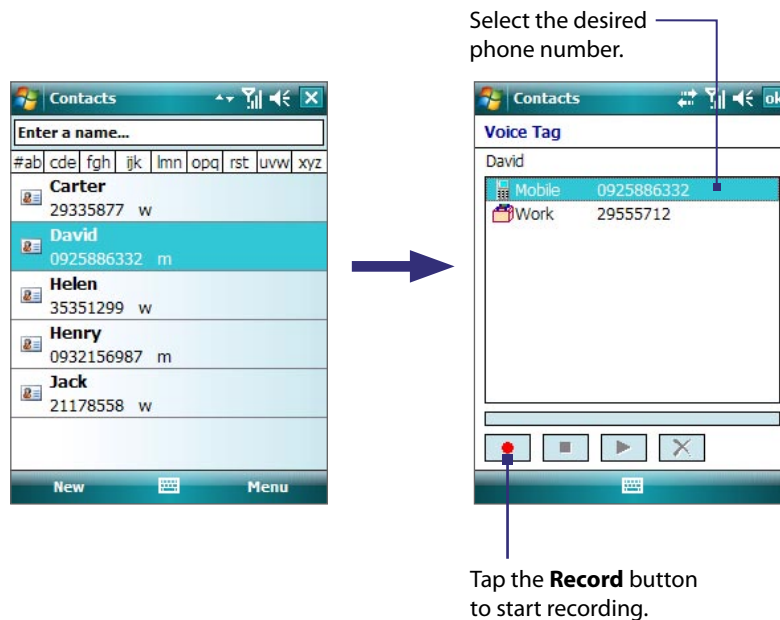 Select the desired
phone number.
Contacts
Enter a name...
#ab cde fgh ijk lmn opq rst uvw xyz
Carter
29335877 w
David
0925886332 m
Helen
35351299 w
Henry
0932156987 m
Jack
21178558 w
New Menu
Contacts ok
Voice Tag
David
Mobile 0925886332
Work 29555712
Tap the Record button
to start recording.